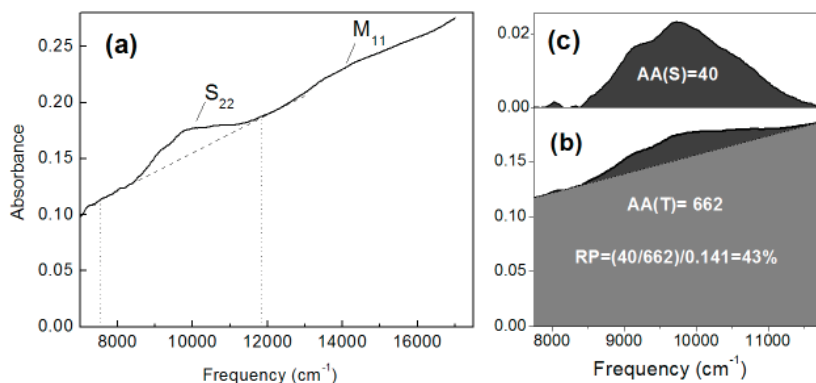 (a)
M11
S22
Absorbance
0.25
0.20
0.15
0.10
0.05
0.00
8000 10000 12000 14000 16000
Frequency (cm-1)
(c)
0.02
0.00
AA(S)=40
(b)
0.15
0.10
0.05
0.00
AA(T)= 662
RP=(40/662)/0.141=43%
8000 9000 10000 11000
Frequency (cm-1)